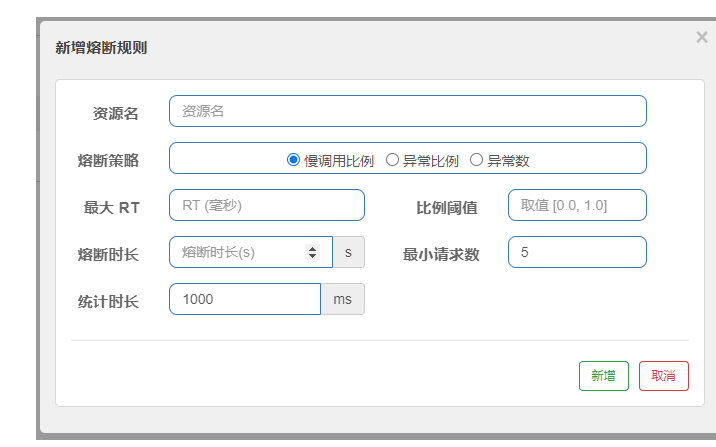 新增熔断规则 ×
资源名 资源名
熔断策略 慢调用比例 异常比例 异常数
最大 RT RT (毫秒) 比例阈值 取值 [0.0, 1.0]
熔断时长 熔断时长(s) s 最小请求数 5
统计时长 1000 ms
新增 取消